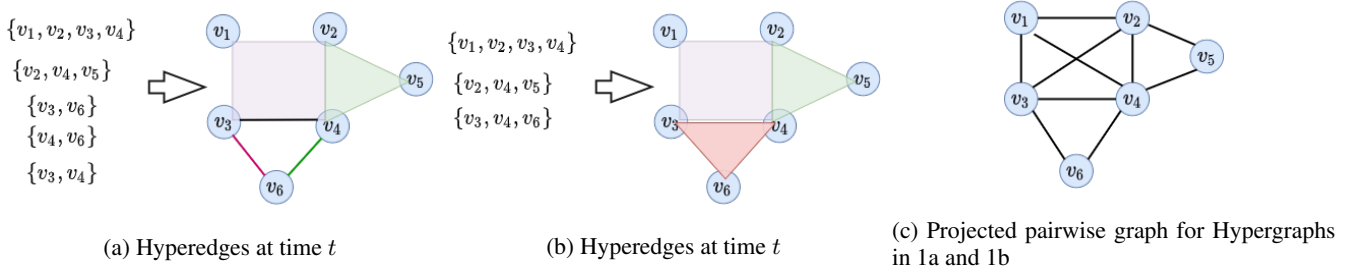 {v₁, v₂, v₃, v₄}
{v₂, v₄, v₅}
{v₃, v₆}
{v₄, v₆}
{v₃, v₄}
v₁
v₂
v₅
v₃
v₄
v₆
(a) Hyperedges at time t
{v₁, v₂, v₃, v₄}
{v₂, v₄, v₅}
{v₃, v₄, v₆}
v₁
v₂
v₅
v₃
v₄
v₆
(b) Hyperedges at time t
v₁
v₂
v₅
v₃
v₄
v₆
(c) Projected pairwise graph for Hypergraphs
in 1a and 1b